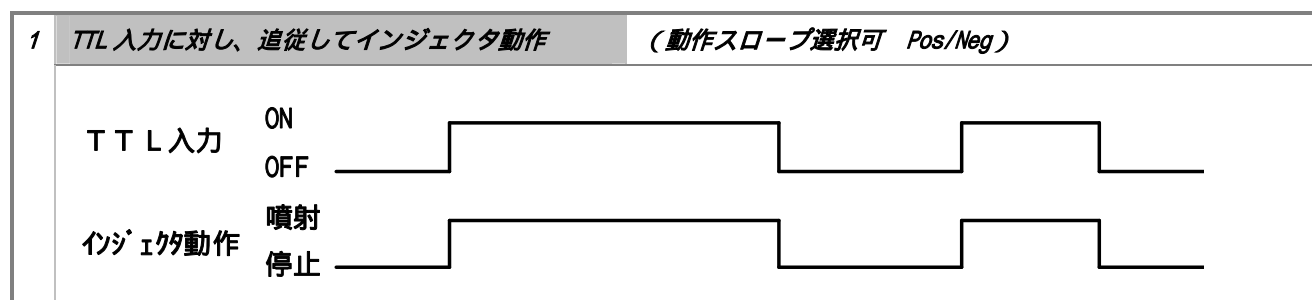 1 TTL入力に対し、追従してインジェクタ動作 (動作スロープ選択可 Pos/Neg)
TTL入力
ON
OFF
インジェクタ動作
噴射
停止